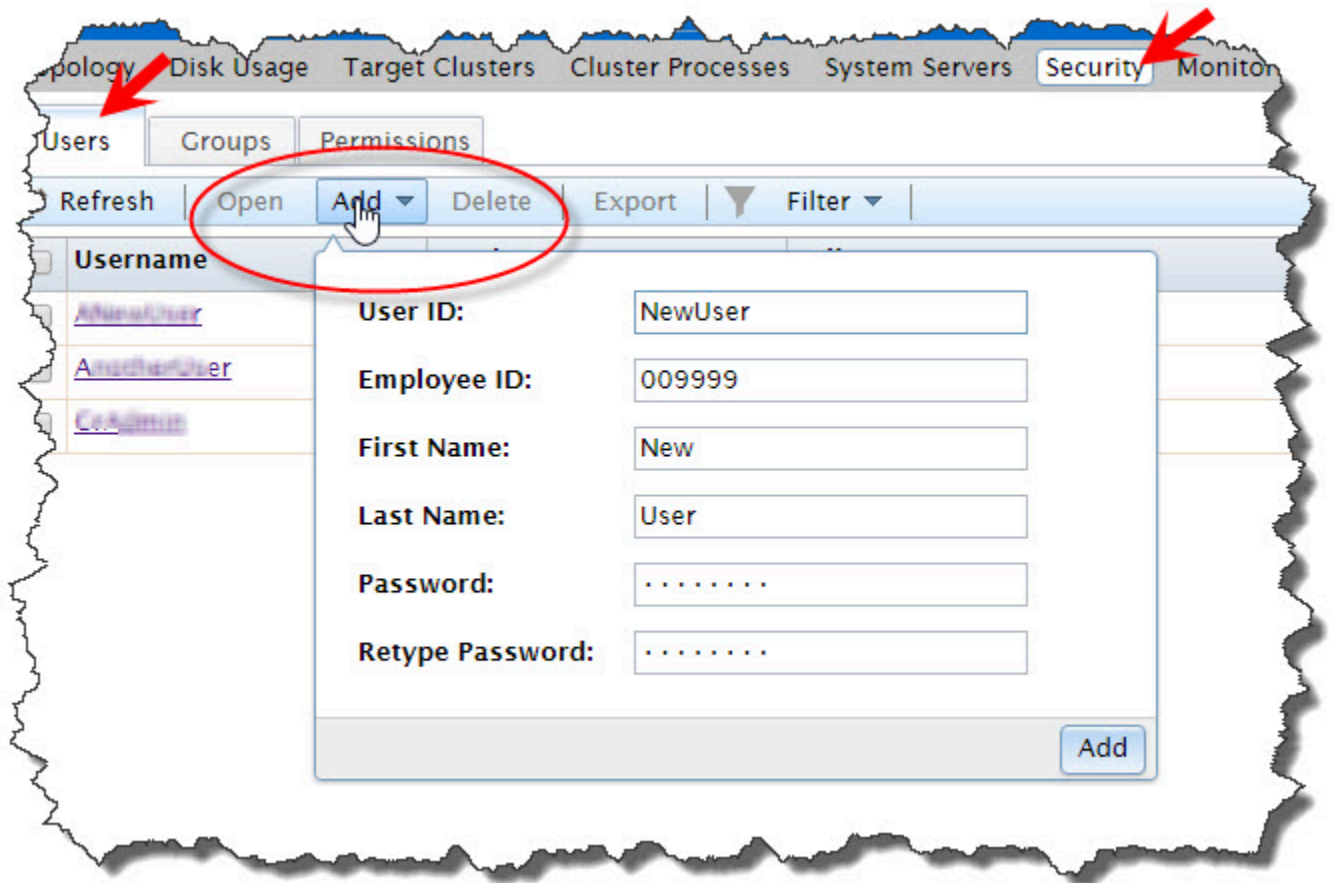 Disk Usage Target Clusters Cluster Processes System Servers Security
Users Groups Permissions
Refresh Open Add Delete Export Filter
Username
User ID: NewUser
Employee ID: 009999
First Name: New
Last Name: User
Password: ········
Retype Password: ········
Add